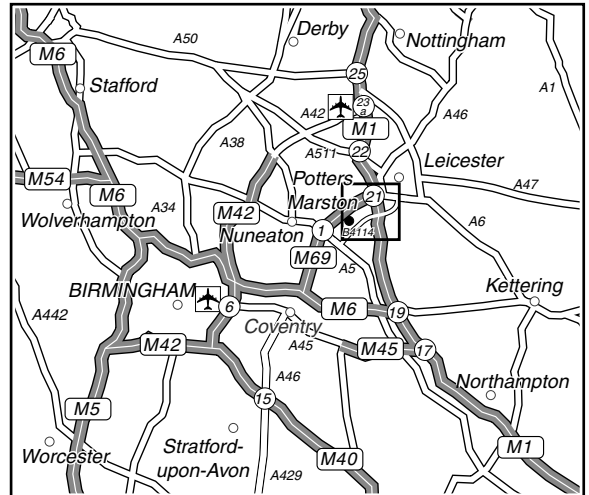 Derby
A50
Nottingham
M6
25
Stafford
A1
23
a
A42
A46
M1
A38
A511
22
Leicester
M54
Potters
Marston
21
A47
M6
Wolverhampton
A34
M42
Nuneaton
1
B4114
A6
M69
A5
Kettering
BIRMINGHAM
6
M6
19
A442
Coventry
M42
A45
M45
17
A46
Northampton
15
M5
Worcester
Stratford-
upon-Avon
M40
M1
A429